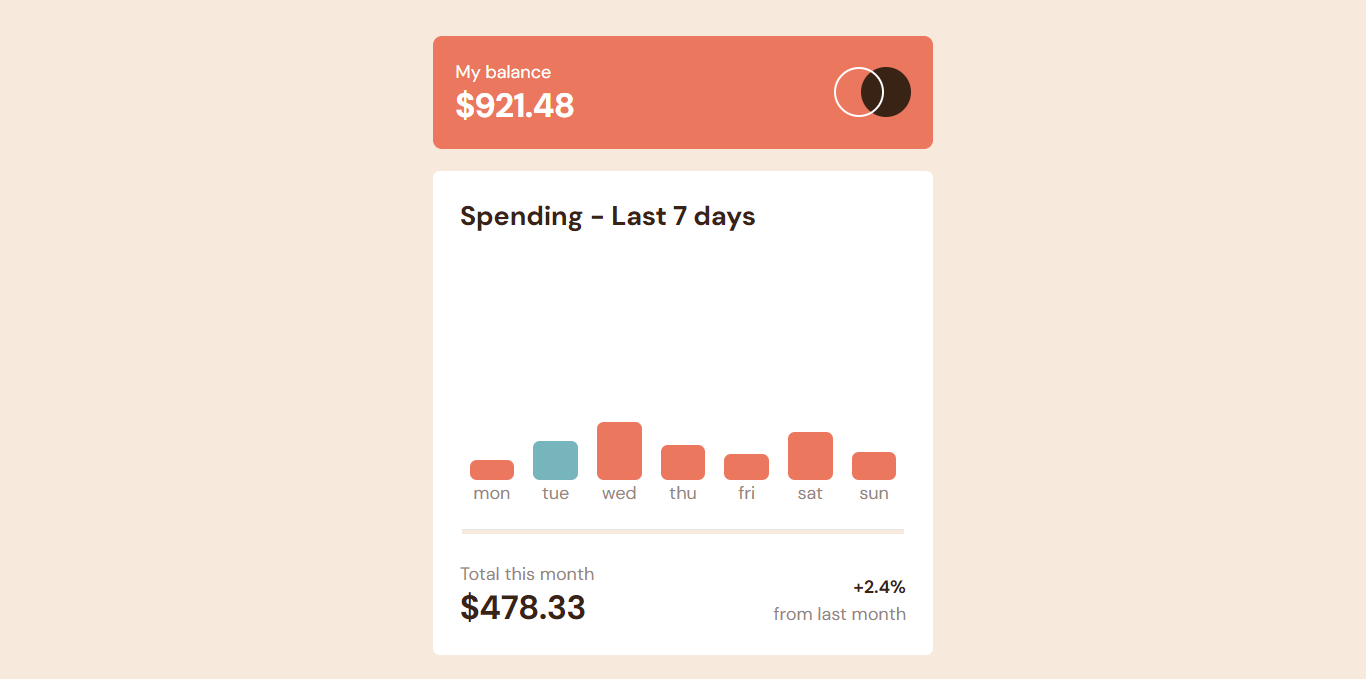 My balance
$921.48
Spending - Last 7 days
mon tue wed thu fri sat sun
Total this month
$478.33
+2.4%
from last month